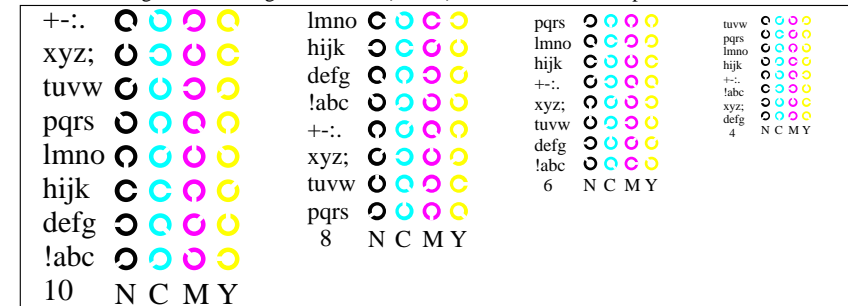 +-:.
xyz;
tuvw
pqrs
lmno
hijk
defg
!abc
10 N C M Y
lmno
hijk
defg
!abc
+-:.
xyz;
tuvw
pqrs
8 N C M Y
pqrs
lmno
hijk
+-:.
xyz;
tuvw
defg
!abc
6 N C M Y
tuvw
pqrs
lmno
hijk
+-:.
!abc
xyz;
defg
4 N C M Y